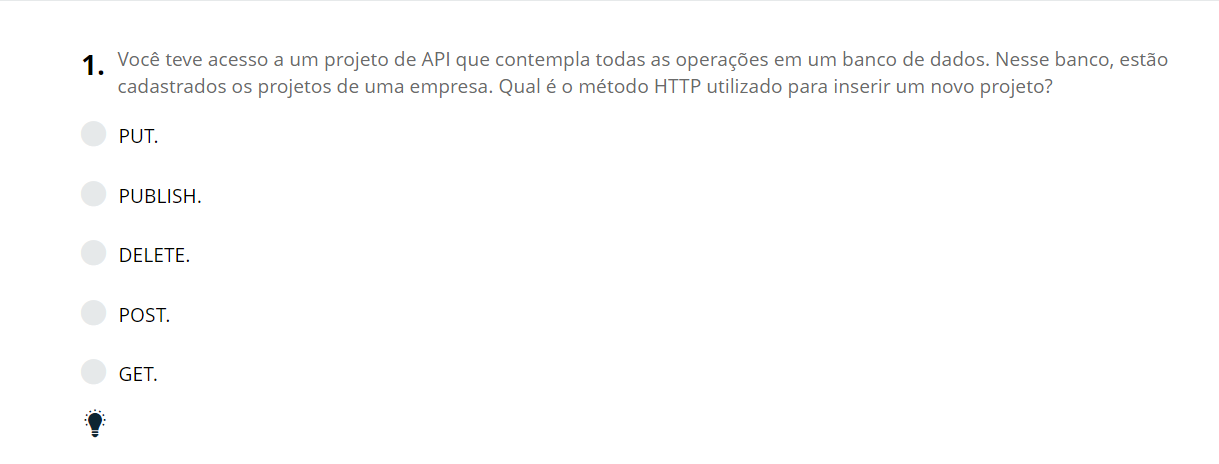 1. Você teve acesso a um projeto de API que contempla todas as operações em um banco de dados. Nesse banco, estão
cadastrados os projetos de uma empresa. Qual é o método HTTP utilizado para inserir um novo projeto?
PUT.
PUBLISH.
DELETE.
POST.
GET.